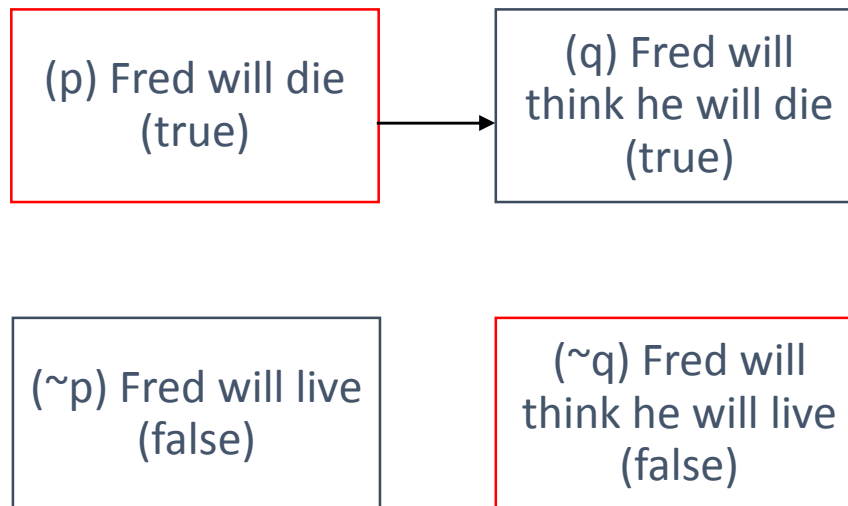 (p) Fred will die
(true)
(q) Fred will
think he will die
(true)
(~p) Fred will live
(false)
(~q) Fred will
think he will live
(false)